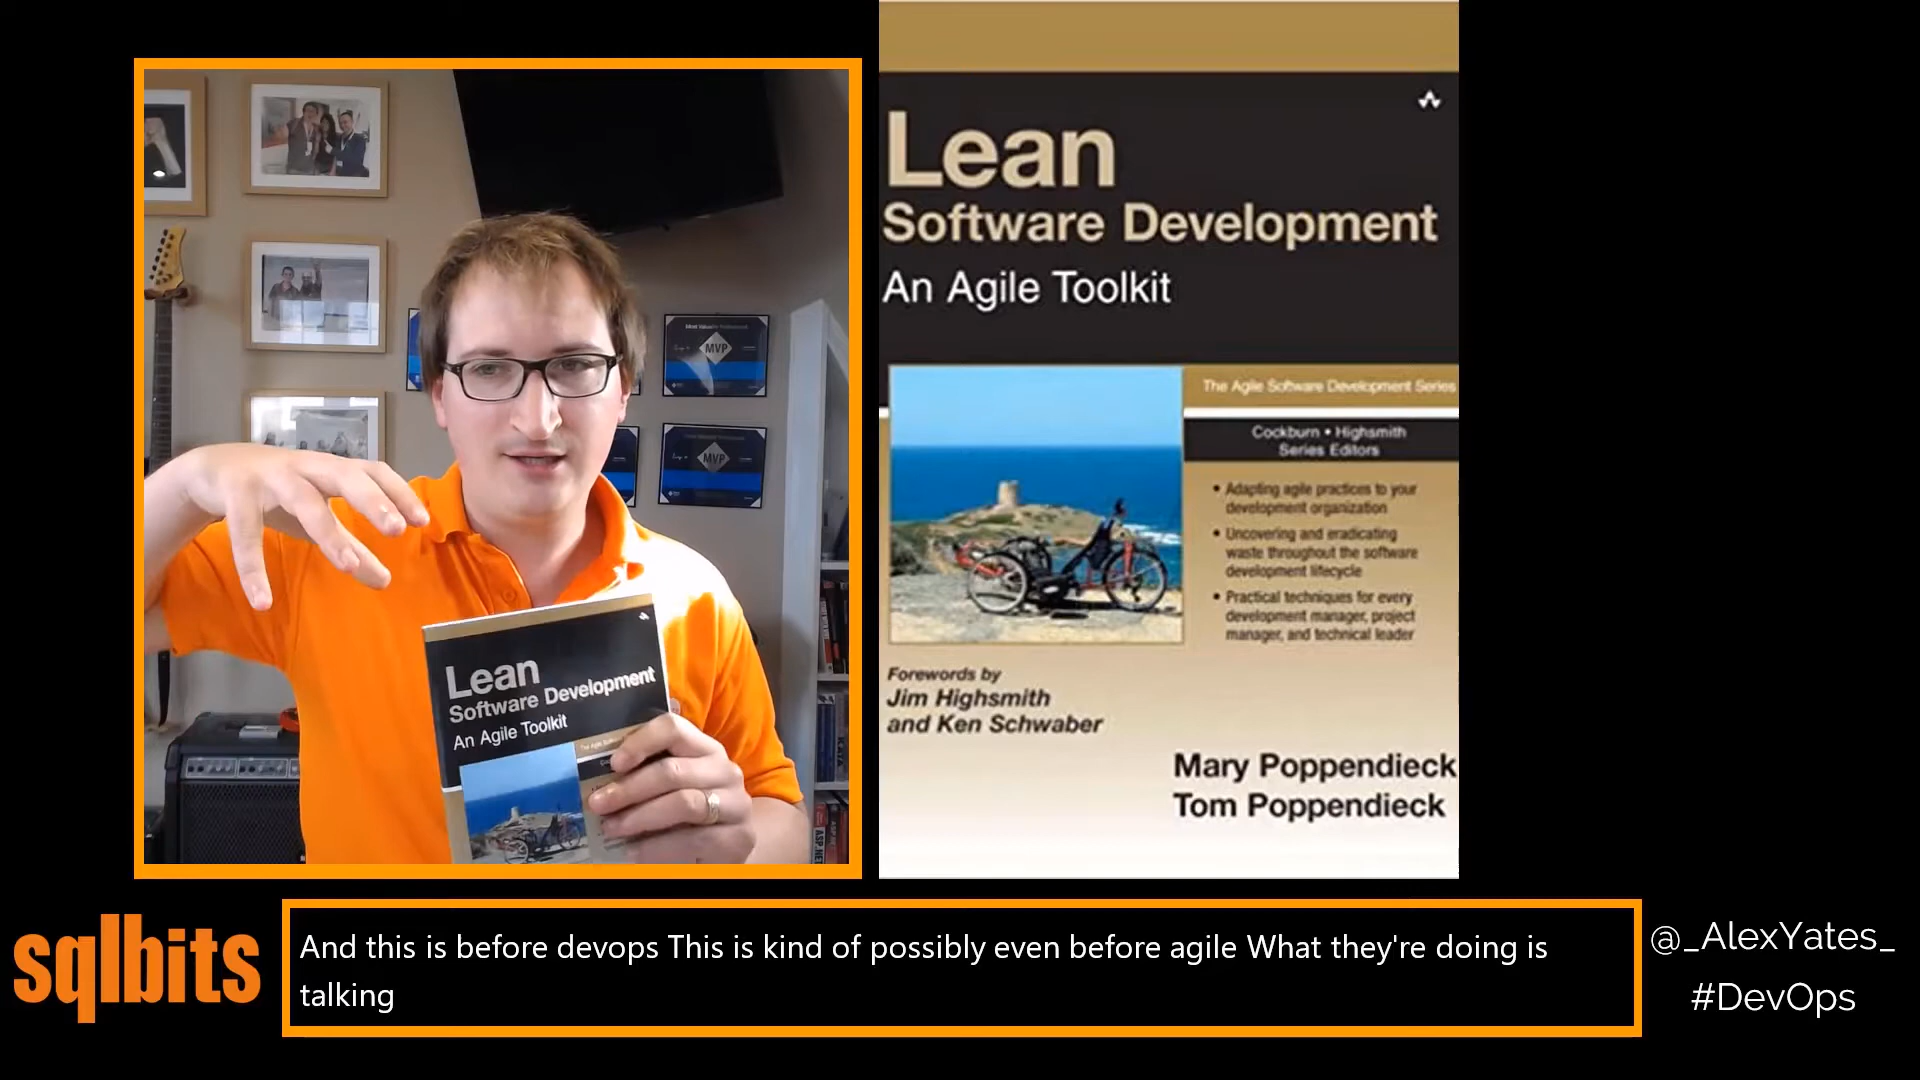 MVP
MVP
Lean
Software Development
An Agile Toolkit
ASP.NET
Lean
Software Development
An Agile Toolkit
The Agile Software Development Series
Cockburn • Highsmith
Series Editors
• Adapting agile practices to your
development organization
• Uncovering and eradicating
waste throughout the software
development lifecycle
• Practical techniques for every
development manager, project
manager, and technical leader
Forewords by
Jim Highsmith
and Ken Schwaber
Mary Poppendieck
Tom Poppendieck
sqlbits
And this is before devops This is kind of possibly even before agile What they're doing is
talking
@_AlexYates_
#DevOps